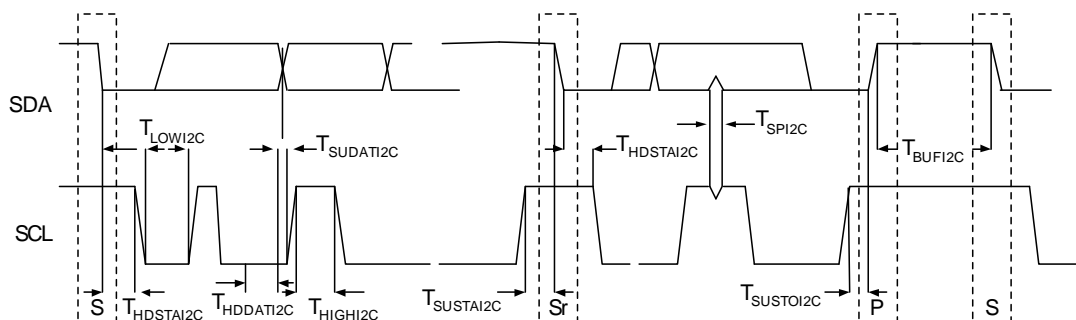 SDA
T_LOWI2C
T_SUDATI2C
T_HDSTAI2C
T_SPI2C
T_BUFI2C
SCL
S
T_HDSTAI2C
T_HDDATI2C
T_HIGHI2C
T_SUSTAI2C
Sr
T_SUSTOI2C
P
S